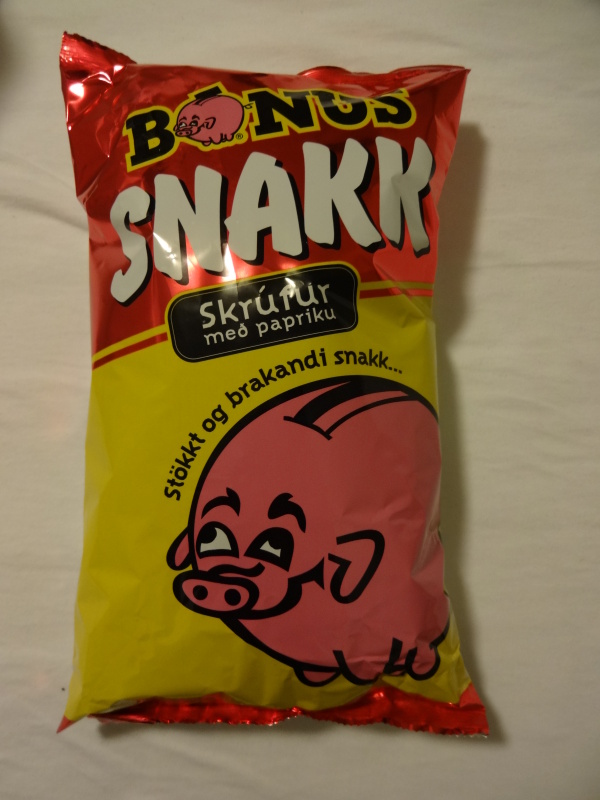 BÓNUS
®
SNAKK
Skrúfur
með papriku
Stökkt og brakandi snakk...